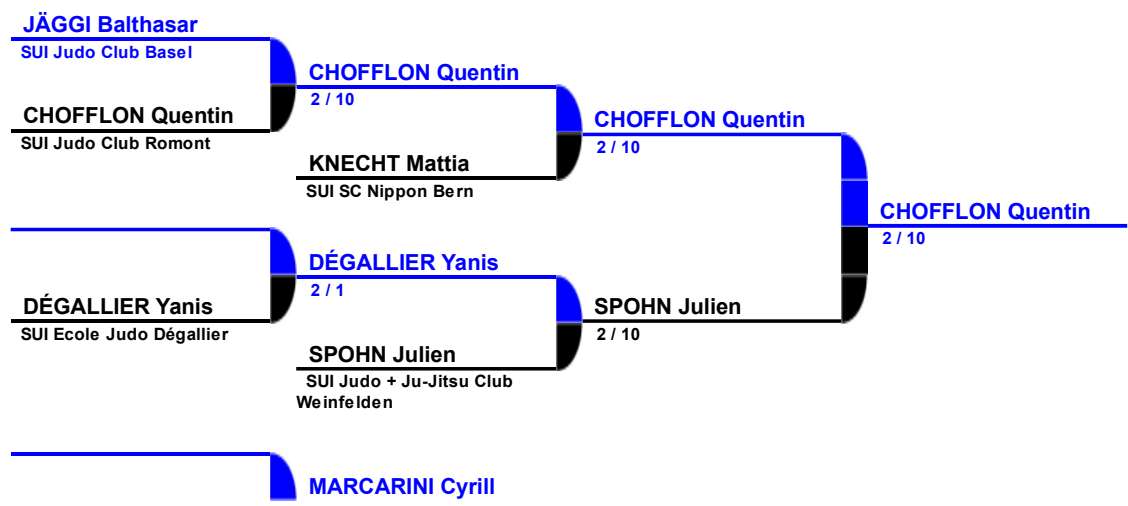 JÄGGI Balthasar
SUI Judo Club Basel
CHOFFLON Quentin
2 / 10
CHOFFLON Quentin
SUI Judo Club Romont
CHOFFLON Quentin
2 / 10
KNECHT Mattia
SUI SC Nippon Bern
CHOFFLON Quentin
2 / 10
DÉGALLIER Yanis
2 / 1
DÉGALLIER Yanis
SUI Ecole Judo Dégallier
SPOHN Julien
2 / 10
SPOHN Julien
SUI Judo + Ju-Jitsu Club
Weinfelden
MARCARINI Cyrill